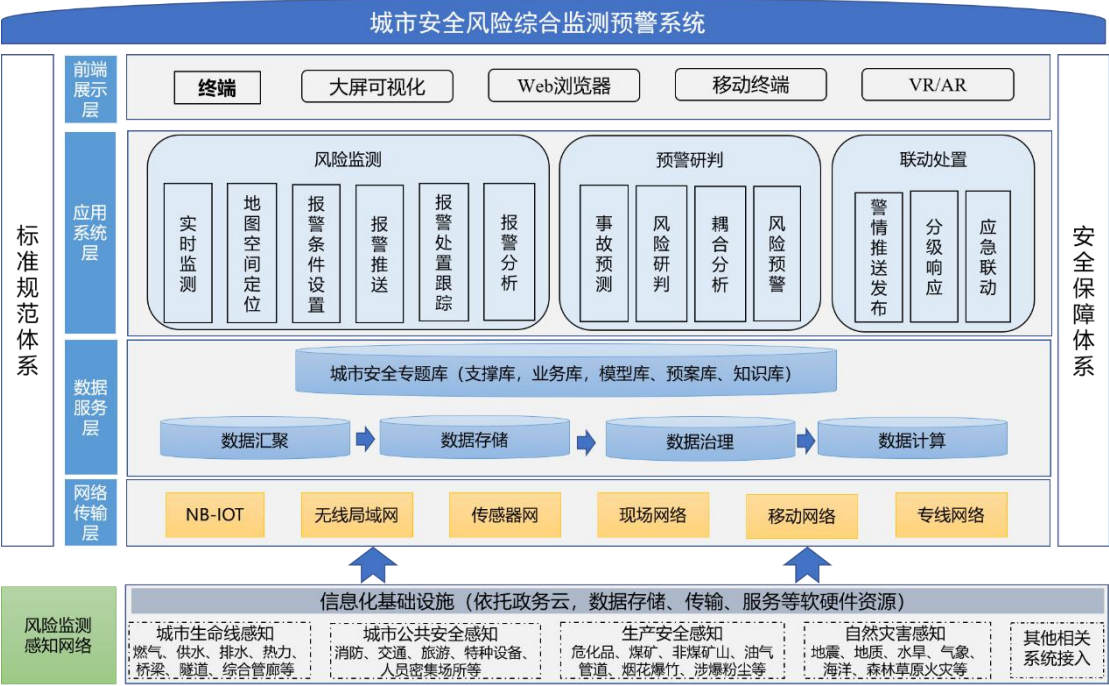 城市安全风险综合监测预警系统
标准规范体系
安全保障体系
前端
展示
层
终端
大屏可视化
Web浏览器
移动终端
VR/AR
应用
系统
层
风险监测
实时监测
地图空间定位
报警条件设置
报警推送
报警处置跟踪
报警分析
预警研判
事故预测
风险研判
耦合分析
风险预警
联动处置
警情推送发布
分级响应
应急联动
数据
服务
层
城市安全专题库（支撑库，业务库，模型库、预案库、知识库）
数据汇聚
数据存储
数据治理
数据计算
网络
传输
层
NB-IOT
无线局域网
传感器网
现场网络
移动网络
专线网络
风险监测
感知网络
信息化基础设施（依托政务云，数据存储、传输、服务等软硬件资源）
城市生命线感知
燃气、供水、排水、热力、
桥梁、隧道、综合管廊等
城市公共安全感知
消防、交通、旅游、特种设备、
人员密集场所等
生产安全感知
危化品、煤矿、非煤矿山、油气
管道、烟花爆竹、涉爆粉尘等
自然灾害感知
地震、地质、水旱、气象、
海洋、森林草原火灾等
其他相关
系统接入